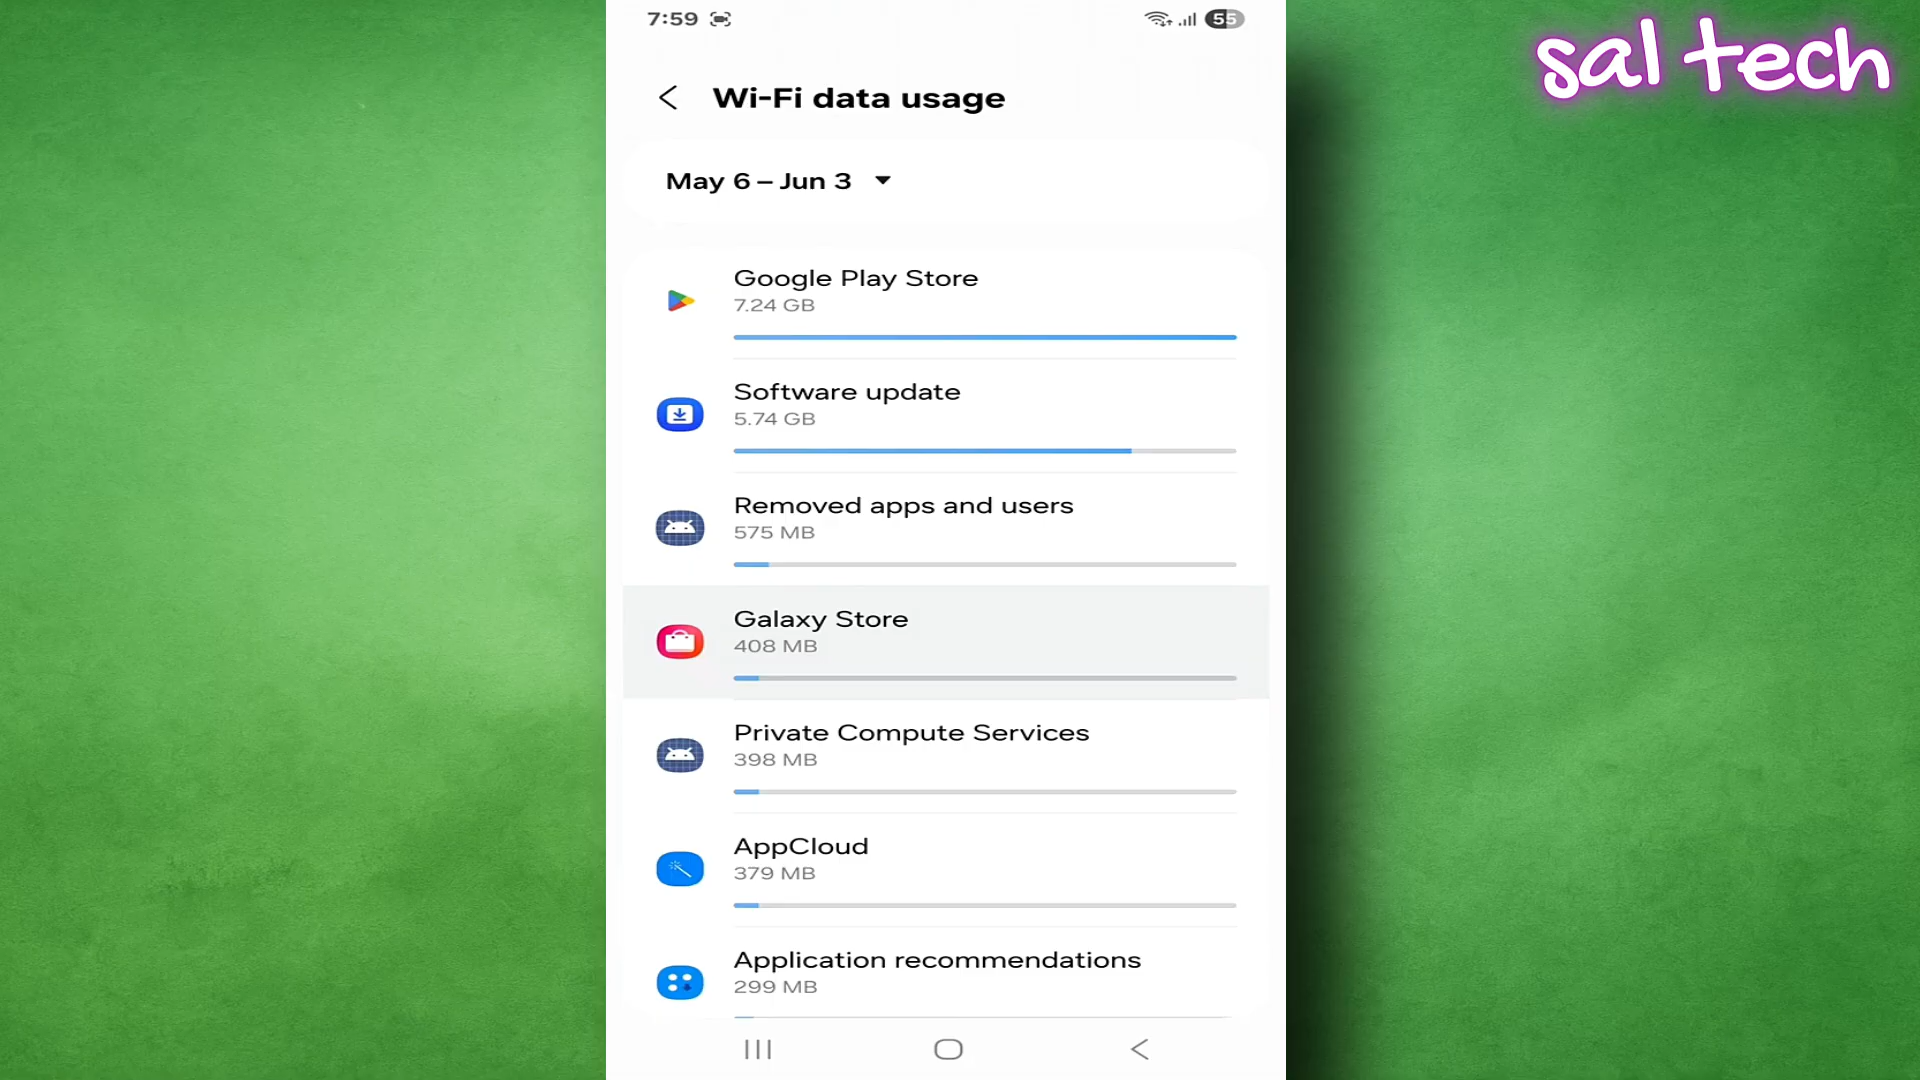 7:59
55
sal tech
Wi-Fi data usage
May 6 – Jun 3
Google Play Store
7.24 GB
Software update
5.74 GB
Removed apps and users
575 MB
Galaxy Store
408 MB
Private Compute Services
398 MB
AppCloud
379 MB
Application recommendations
299 MB